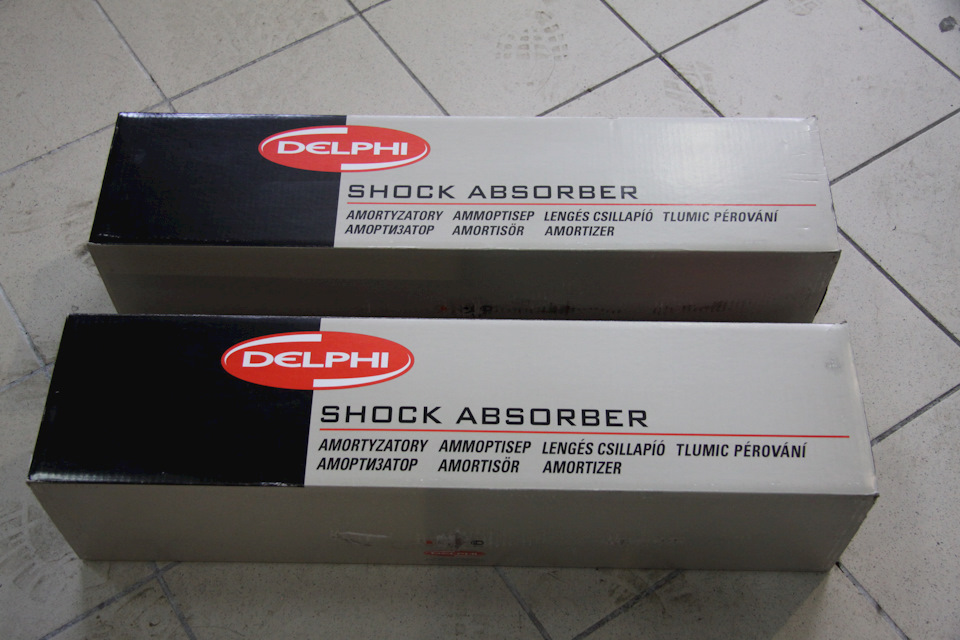 DELPHI
SHOCK ABSORBER
AMORTYZATORY AMMOPTISEP LENGÉS CSILLAPÍÓ TLUMIC PÉROVÁNÍ
АМОРТИЗАТОР AMORTISÖR AMORTIZER
DELPHI
SHOCK ABSORBER
AMORTYZATORY AMMOPTISEP LENGÉS CSILLAPÍÓ TLUMIC PÉROVÁNÍ
АМОРТИЗАТОР AMORTISÖR AMORTIZER